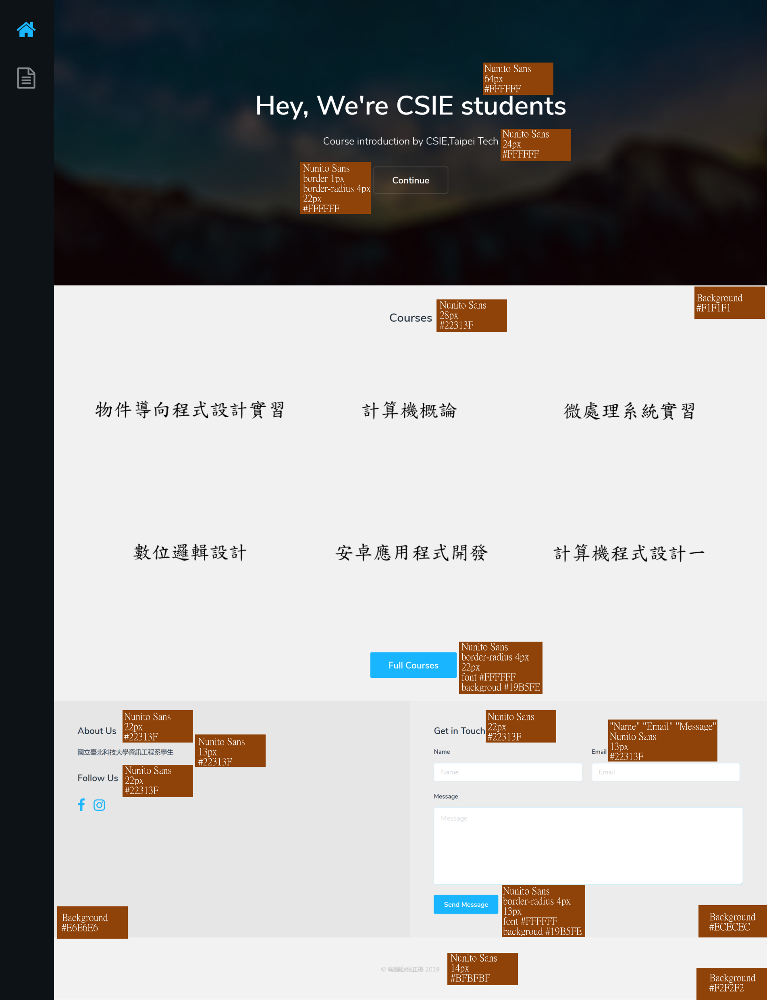 Nunito Sans
64px
#FFFFFF
Hey, We're CSIE students
Course introduction by CSIE,Taipei Tech
Nunito Sans
24px
#FFFFFF
Nunito Sans
border 1px
border-radius 4px
22px
#FFFFFF
Continue
Background
#F1F1F1
Courses
Nunito Sans
28px
#22313F
物件導向程式設計實習
計算機概論
微處理系統實習
數位邏輯設計
安卓應用程式開發
計算機程式設計一
Full Courses
Nunito Sans
border-radius 4px
22px
font #FFFFFF
backgroud #19B5FE
About Us
Nunito Sans
22px
#22313F
國立臺北科技大學資訊工程系學生
Nunito Sans
13px
#22313F
Follow Us
Nunito Sans
22px
#22313F
Background
#E6E6E6
Get in Touch
Nunito Sans
22px
#22313F
"Name" "Email" "Message"
Nunito Sans
13px
#22313F
Name
Email
Name
Email
Message
Message
Send Message
Nunito Sans
border-radius 4px
13px
font #FFFFFF
backgroud #19B5FE
Background
#ECECEC
© 高鵬勛/張正揚 2019
Nunito Sans
14px
#BFBFBF
Background
#F2F2F2